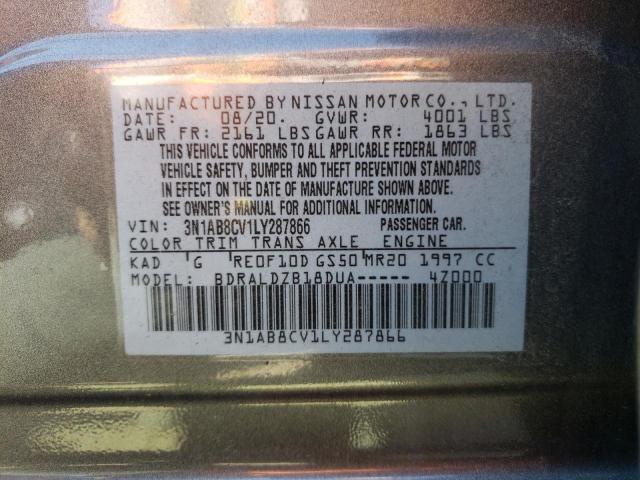 MANUFACTURED BY NISSAN MOTOR CO., LTD.
DATE: 08/20. GVWR: 4001 LBS
GAWR FR: 2161 LBS GAWR RR: 1863 LBS
THIS VEHICLE CONFORMS TO ALL APPLICABLE FEDERAL MOTOR
VEHICLE SAFETY, BUMPER AND THEFT PREVENTION STANDARDS
IN EFFECT ON THE DATE OF MANUFACTURE SHOWN ABOVE.
SEE OWNER'S MANUAL FOR ADDITIONAL INFORMATION.
VIN: 3N1AB8CV1LY287866 PASSENGER CAR.
COLOR TRIM TRANS AXLE ENGINE
KAD G RE0F10D GS50 MR20 1997 CC
MODEL: BDRALDZB18DUA----- 4Z000
3N1AB8CV1LY287866